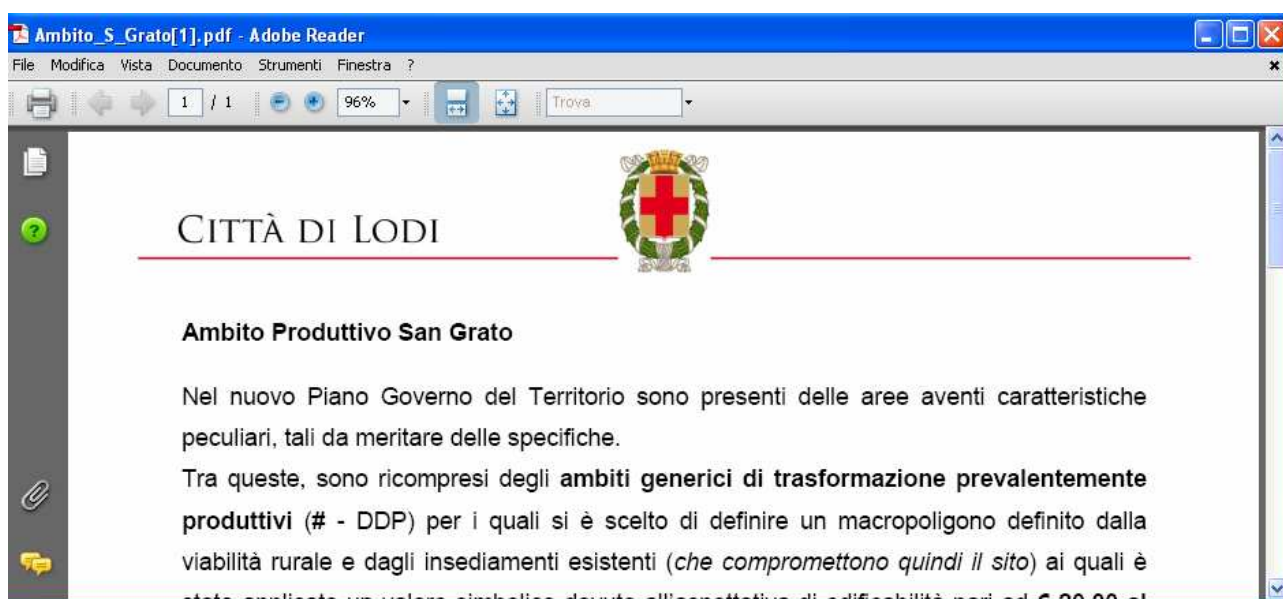 Ambito_S_Grato[1].pdf - Adobe Reader
File Modifica Vista Documento Strumenti Finestra ?
1 / 1 96% Trova
CITTÀ DI LODI
Ambito Produttivo San Grato
Nel nuovo Piano Governo del Territorio sono presenti delle aree aventi caratteristiche
peculiari, tali da meritare delle specifiche.
Tra queste, sono ricompresi degli ambiti generici di trasformazione prevalentemente
produttivi (# - DDP) per i quali si è scelto di definire un macropoligono definito dalla
viabilità rurale e dagli insediamenti esistenti (che compromettono quindi il sito) ai quali è